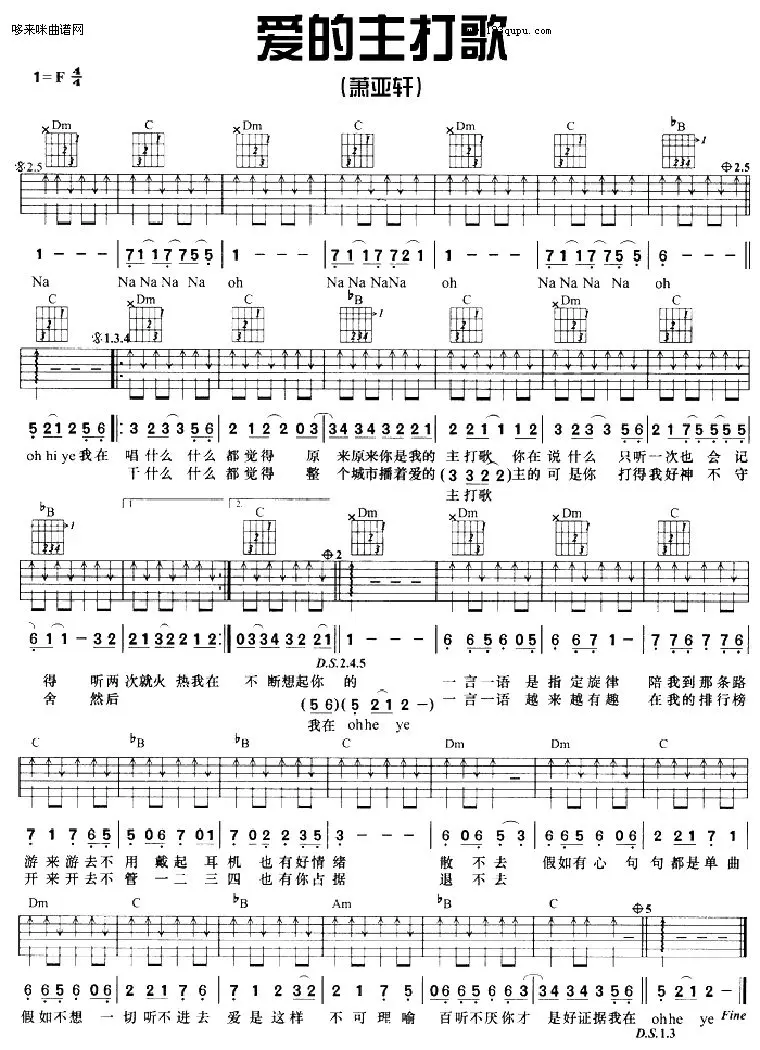 哆来咪曲谱网
爱的主打歌
(萧亚轩)
1=F 4/4
Dm C Dm C Dm C ♭B
2.5 2.5
1 - - - 7 1 1 7 7 5 5 1 - - - 7 1 1 7 7 2 1 1 - - - 7 1 1 7 7 5 5 6 - - -
Na Na Na Na Na oh Na Na NaNa oh Na Na Na Na oh
C Dm C ♭B C Dm C
1.3.4
5 2 1 2 5 6 3 2 3 3 5 6 2 1 2 2 0 3 3 4 3 4 3 3 2 1 2 2 1 1 1 2 3 2 3 3 5 6 2 1 7 5 5 5 5
oh hi ye我在 唱什么 什么 都觉得 原 来原来你是我的 主打歌 你在说什么 只听一次也 会记
干什么 什么 都觉得 整 个城市播着爱的 (3 3 2 2) 主的 可是你 打得我好神 不守
主打歌
♭B 1. 2. C Dm Dm Dm C
2
6 1 1 - 3 2 2 1 3 2 2 2 1 2 0 3 3 4 3 2 2 1 1 - - - 6 6 5 6 0 5 6 6 7 1 - 7 7 6 7 7 6
D.S.2.4.5
得 听两次就火 热我在 不断想起你的 一言一语 是指定旋律 陪我到那条路
舍 然后 (5 6)(5 2 1 2 -) 一言一语 越来越有趣 在我的排行榜
我在 ohhe ye
C ♭B ♭B C Dm Dm C
7 1 7 6 5 5 0 6 7 0 1 7 0 2 2 3 5 3 - - - 6 0 6 5 3 6 6 5 6 0 6 6 2 2 2 1 7 1
游来游去不用戴起耳机也有好情绪 散不去 假如有心句句都是单曲
开来开去不管一二三四也有你占据 退不去
Dm C ♭B Am ♭B C
5
6 6 5 0 6 6 2 2 1 7 6 7 1 2 3 2 2 1 7 5 6 0 5 6 6 3 3 4 3 4 3 5 6 5 2 1 2 -
假如不想一切听不进去 爱是这样 不可理喻 百听不厌你才是好证据我在 ohhe ye Fine
D.S.1.3